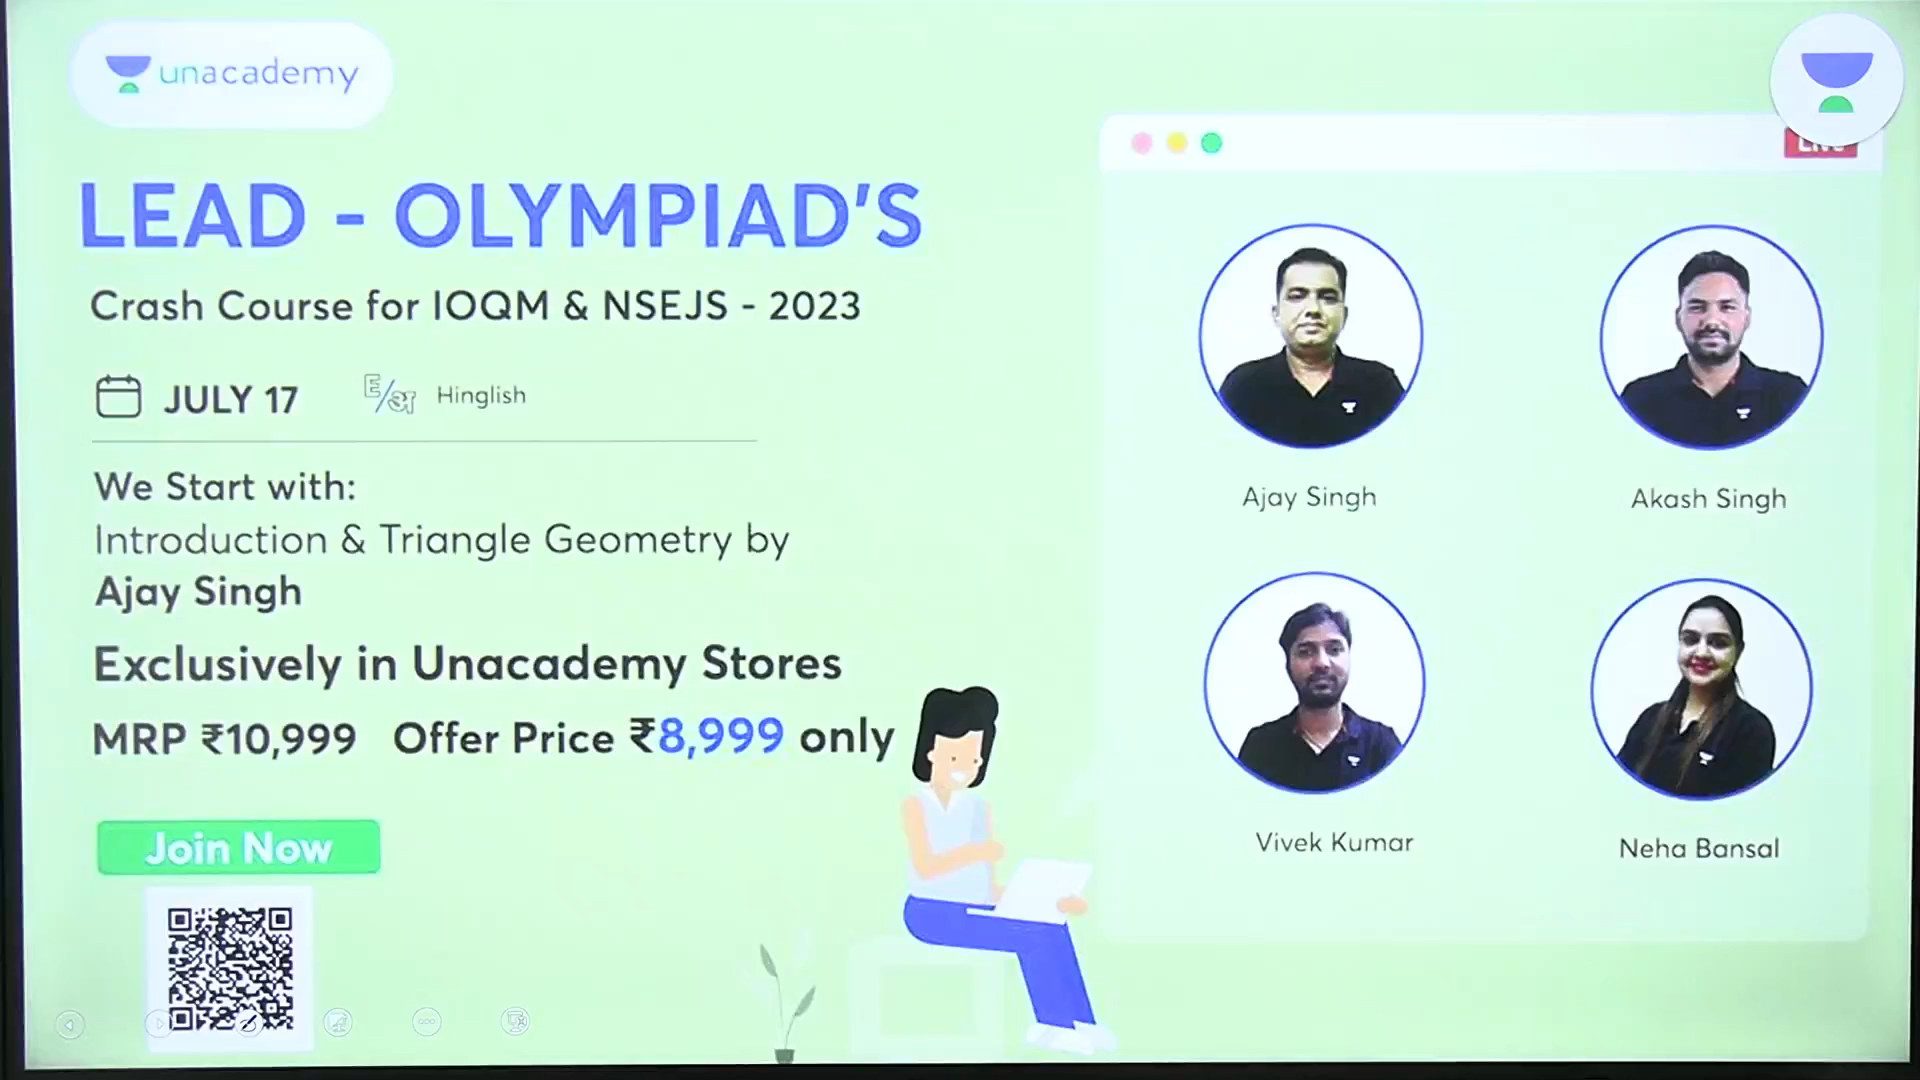 unacademy
LEAD - OLYMPIAD'S
Crash Course for IOQM & NSEJS - 2023
JULY 17
E/अ Hinglish
We Start with:
Introduction & Triangle Geometry by
Ajay Singh
Exclusively in Unacademy Stores
MRP ₹10,999 Offer Price ₹8,999 only
Join Now
LIVE
Ajay Singh
Akash Singh
Vivek Kumar
Neha Bansal